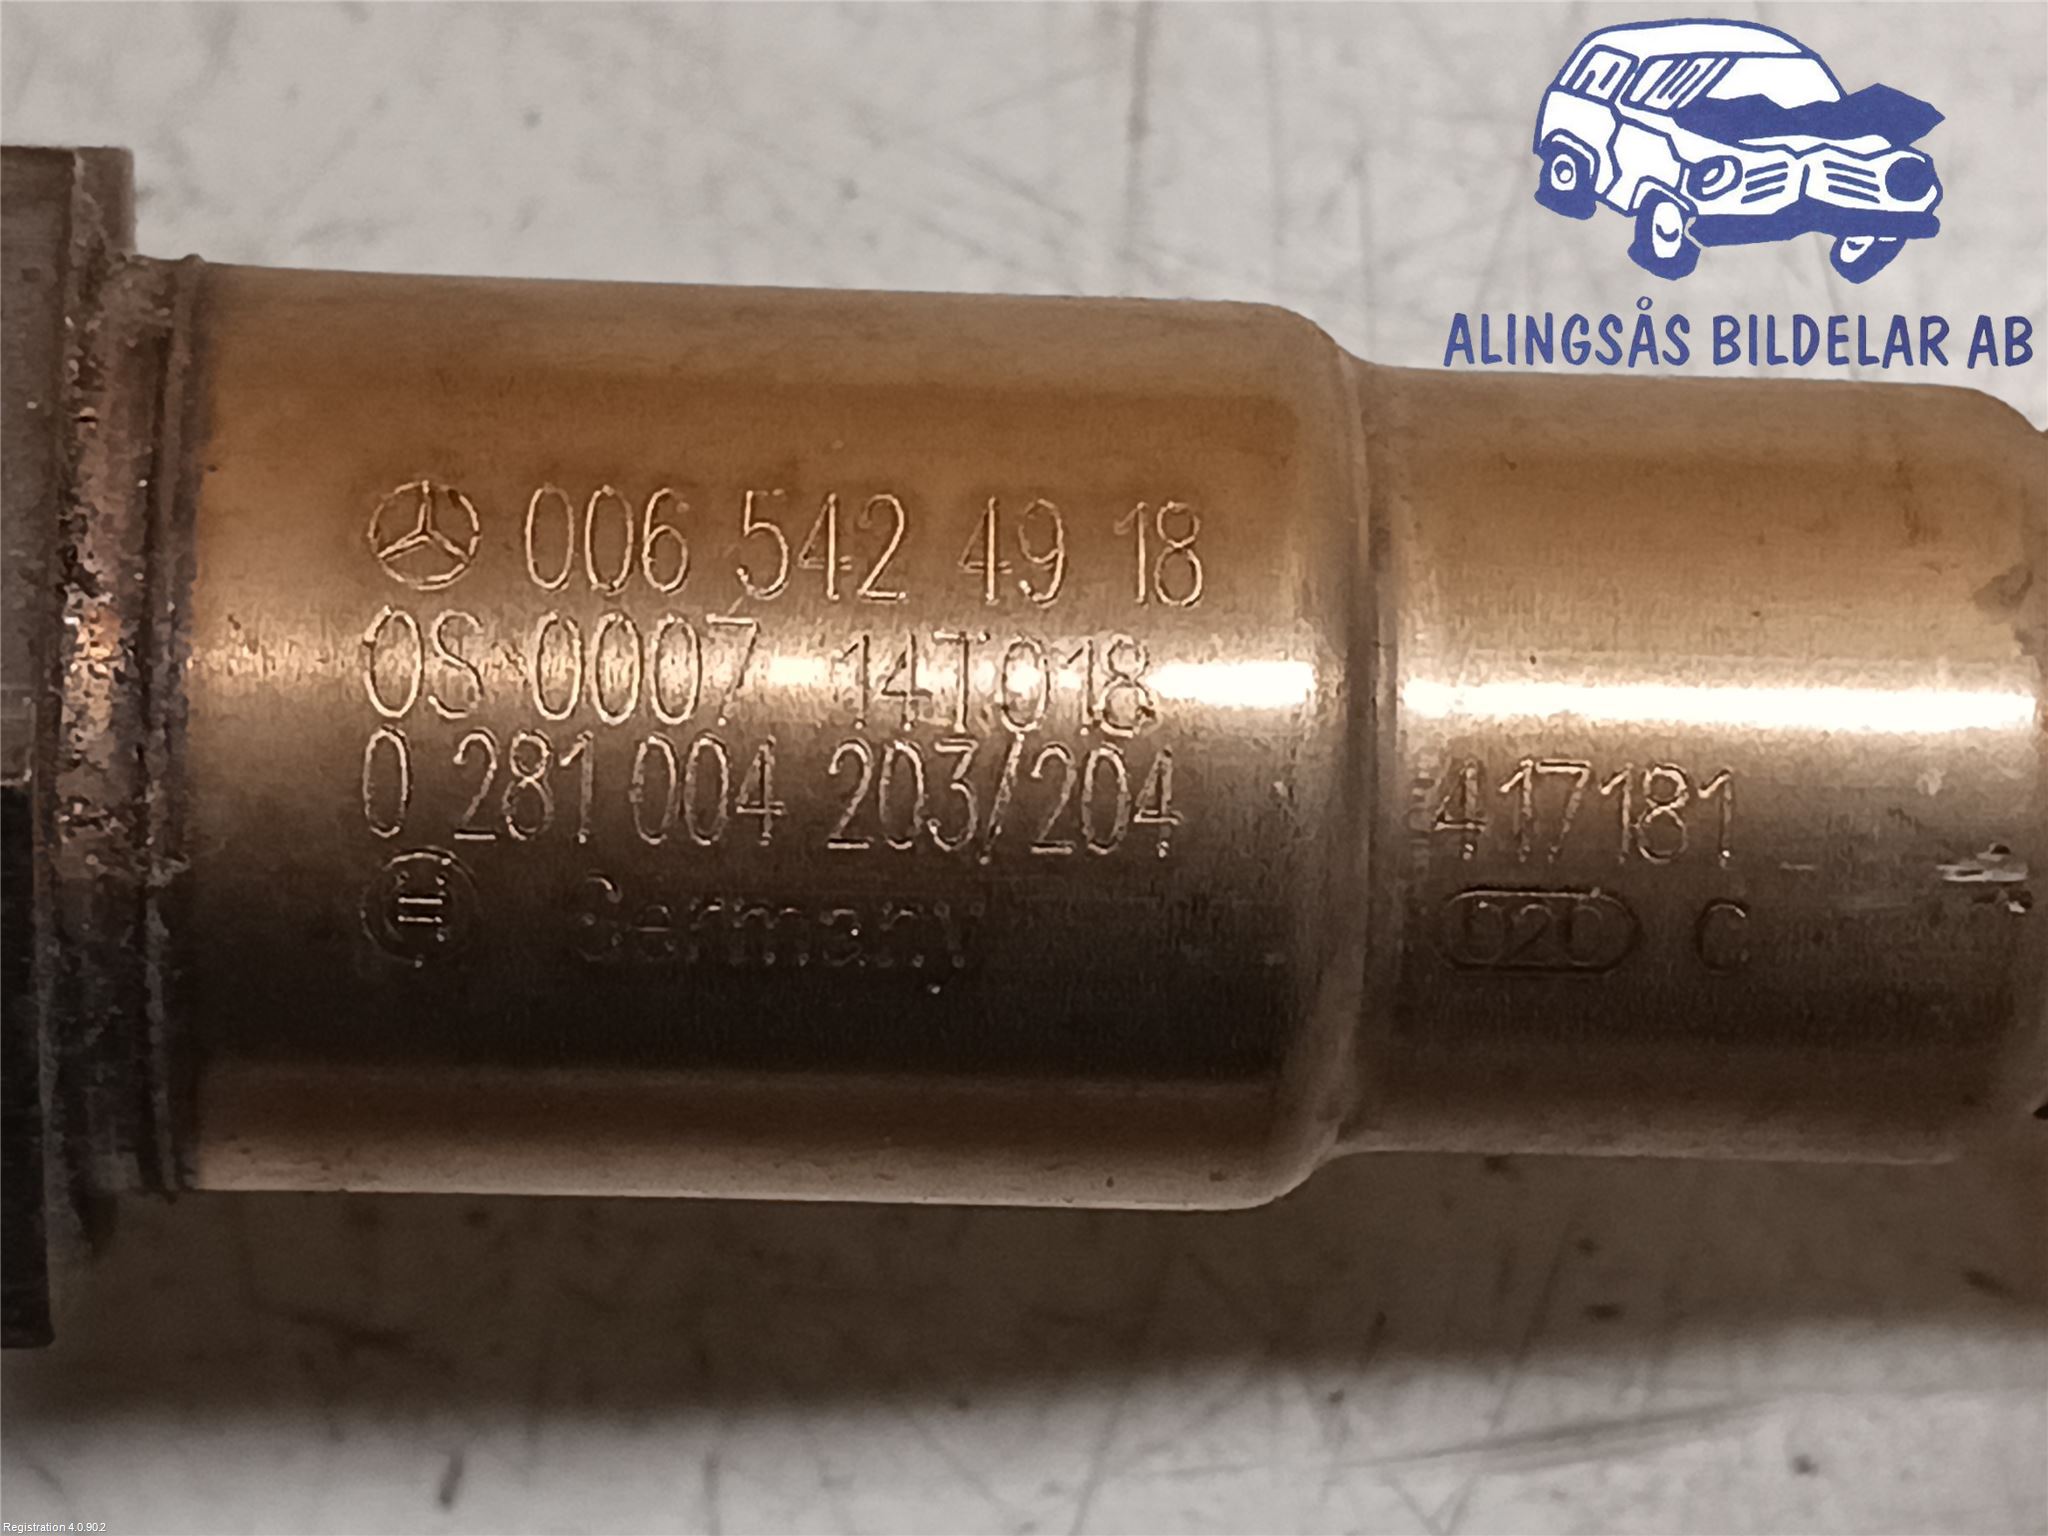 ALINGSÅS BILDELAR AB
006 542 49 18
0S 0007 14T018
0 281 004 203/204
Germany
417181
020 C
Registration 4.0.90.2